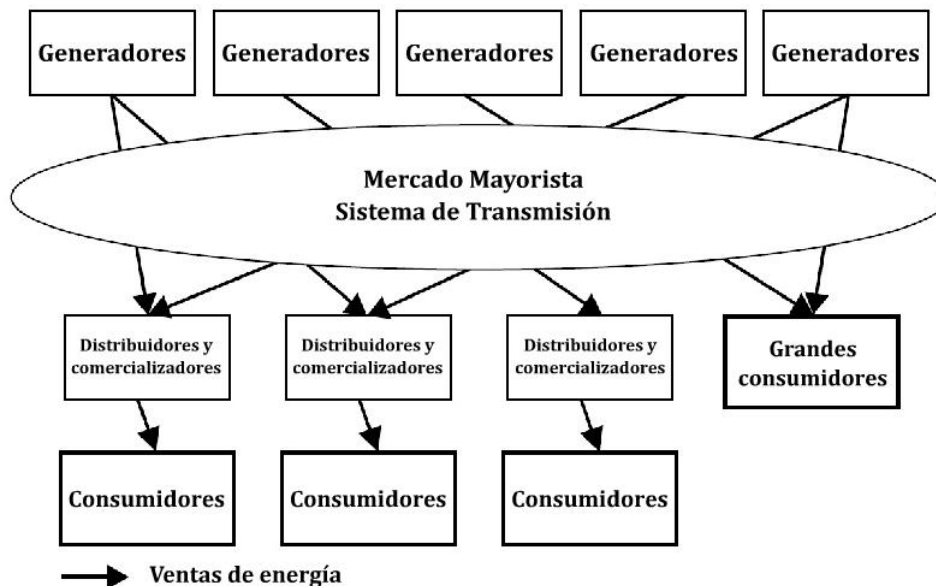 Generadores
Generadores
Generadores
Generadores
Generadores
Mercado Mayorista
Sistema de Transmisión
Distribuidores y
comercializadores
Distribuidores y
comercializadores
Distribuidores y
comercializadores
Grandes
consumidores
Consumidores
Consumidores
Consumidores
Ventas de energía